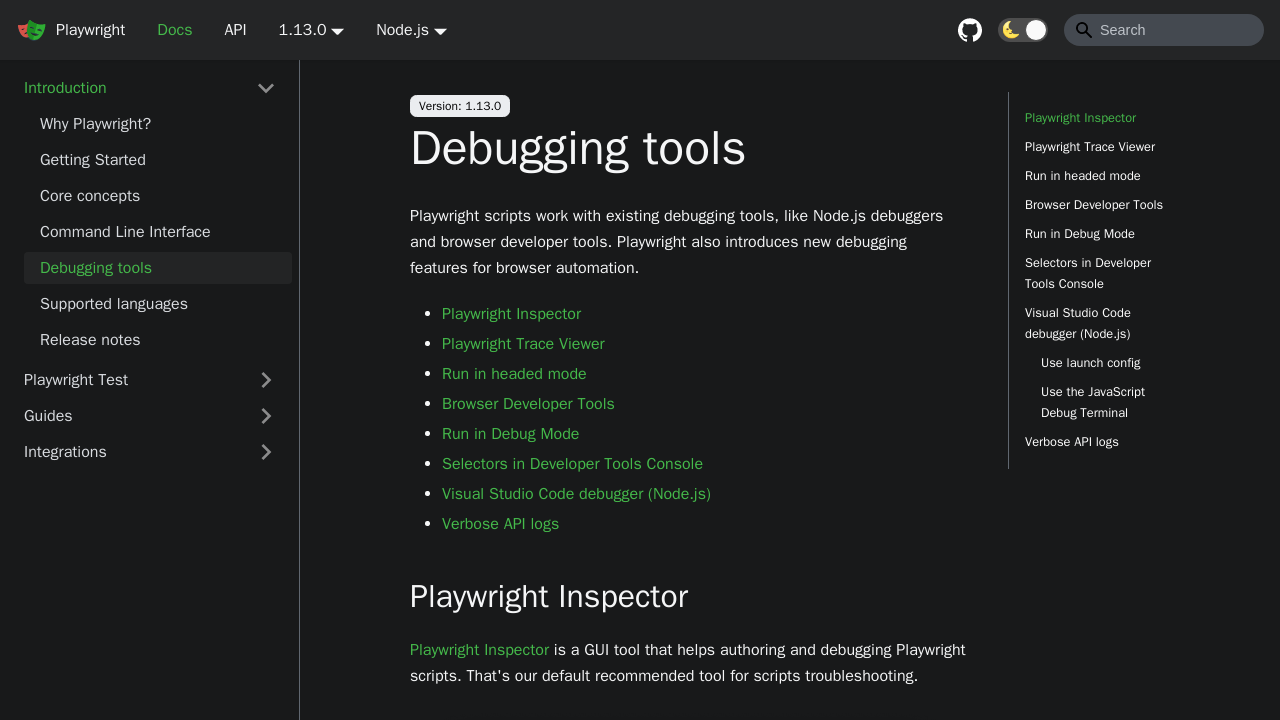 Playwright
Docs
API
1.13.0
Node.js
Search
Introduction
Why Playwright?
Getting Started
Core concepts
Command Line Interface
Debugging tools
Supported languages
Release notes
Playwright Test
Guides
Integrations
Version: 1.13.0
Debugging tools
Playwright scripts work with existing debugging tools, like Node.js debuggers
and browser developer tools. Playwright also introduces new debugging
features for browser automation.
Playwright Inspector
Playwright Trace Viewer
Run in headed mode
Browser Developer Tools
Run in Debug Mode
Selectors in Developer Tools Console
Visual Studio Code debugger (Node.js)
Verbose API logs
Playwright Inspector
Playwright Inspector is a GUI tool that helps authoring and debugging Playwright
scripts. That's our default recommended tool for scripts troubleshooting.
Playwright Inspector
Playwright Trace Viewer
Run in headed mode
Browser Developer Tools
Run in Debug Mode
Selectors in Developer
Tools Console
Visual Studio Code
debugger (Node.js)
Use launch config
Use the JavaScript
Debug Terminal
Verbose API logs